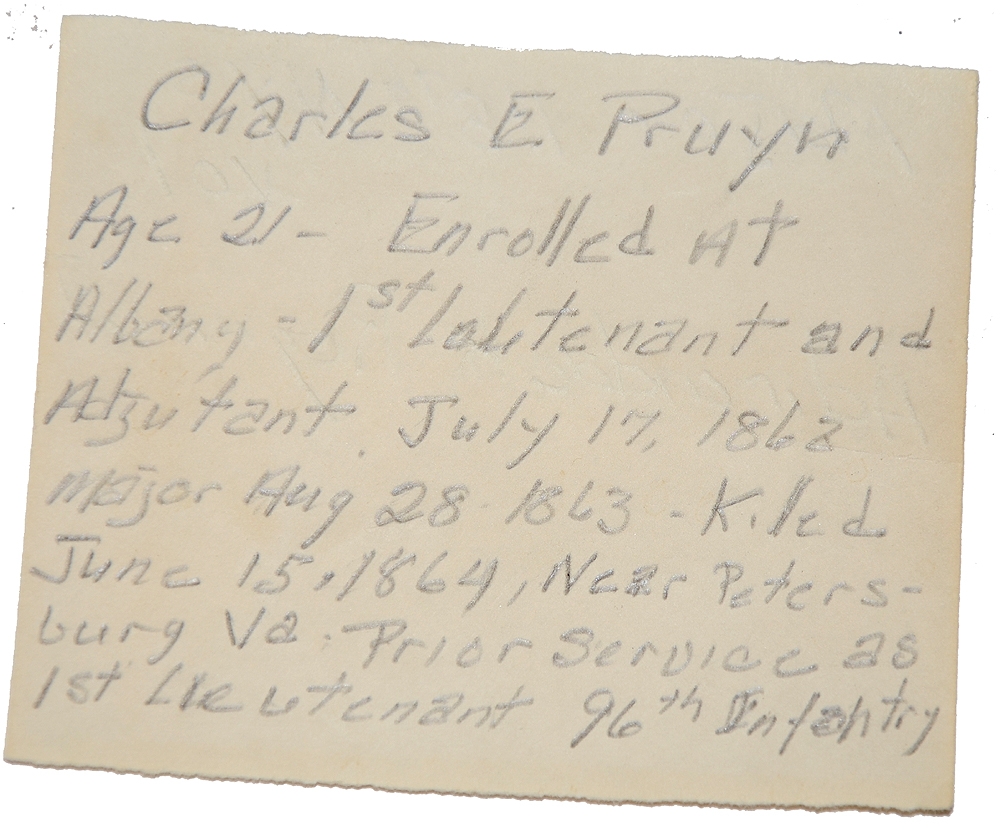 Charles E Pruyn
Age 21- Enrolled At
Albany - 1st Leiutenant and
Adjutant. July 17, 1862
Major Aug 28 1863 - Killed
June 15, 1864, Near Peters-
burg Va. Prior Service as
1st Lieutenant 96th Infantry